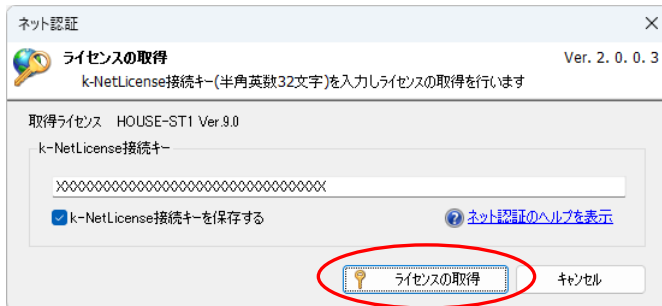 ネット認証
ライセンスの取得
Ver. 2. 0. 0. 3
k-NetLicense接続キー(半角英数32文字)を入力しライセンスの取得を行います
取得ライセンス HOUSE-ST1 Ver.9.0
k-NetLicense接続キー
XXXXXXXXXXXXXXXXXXXXXXXXXXXXXXXX
k-NetLicense接続キーを保存する
ネット認証のヘルプを表示
ライセンスの取得
キャンセル